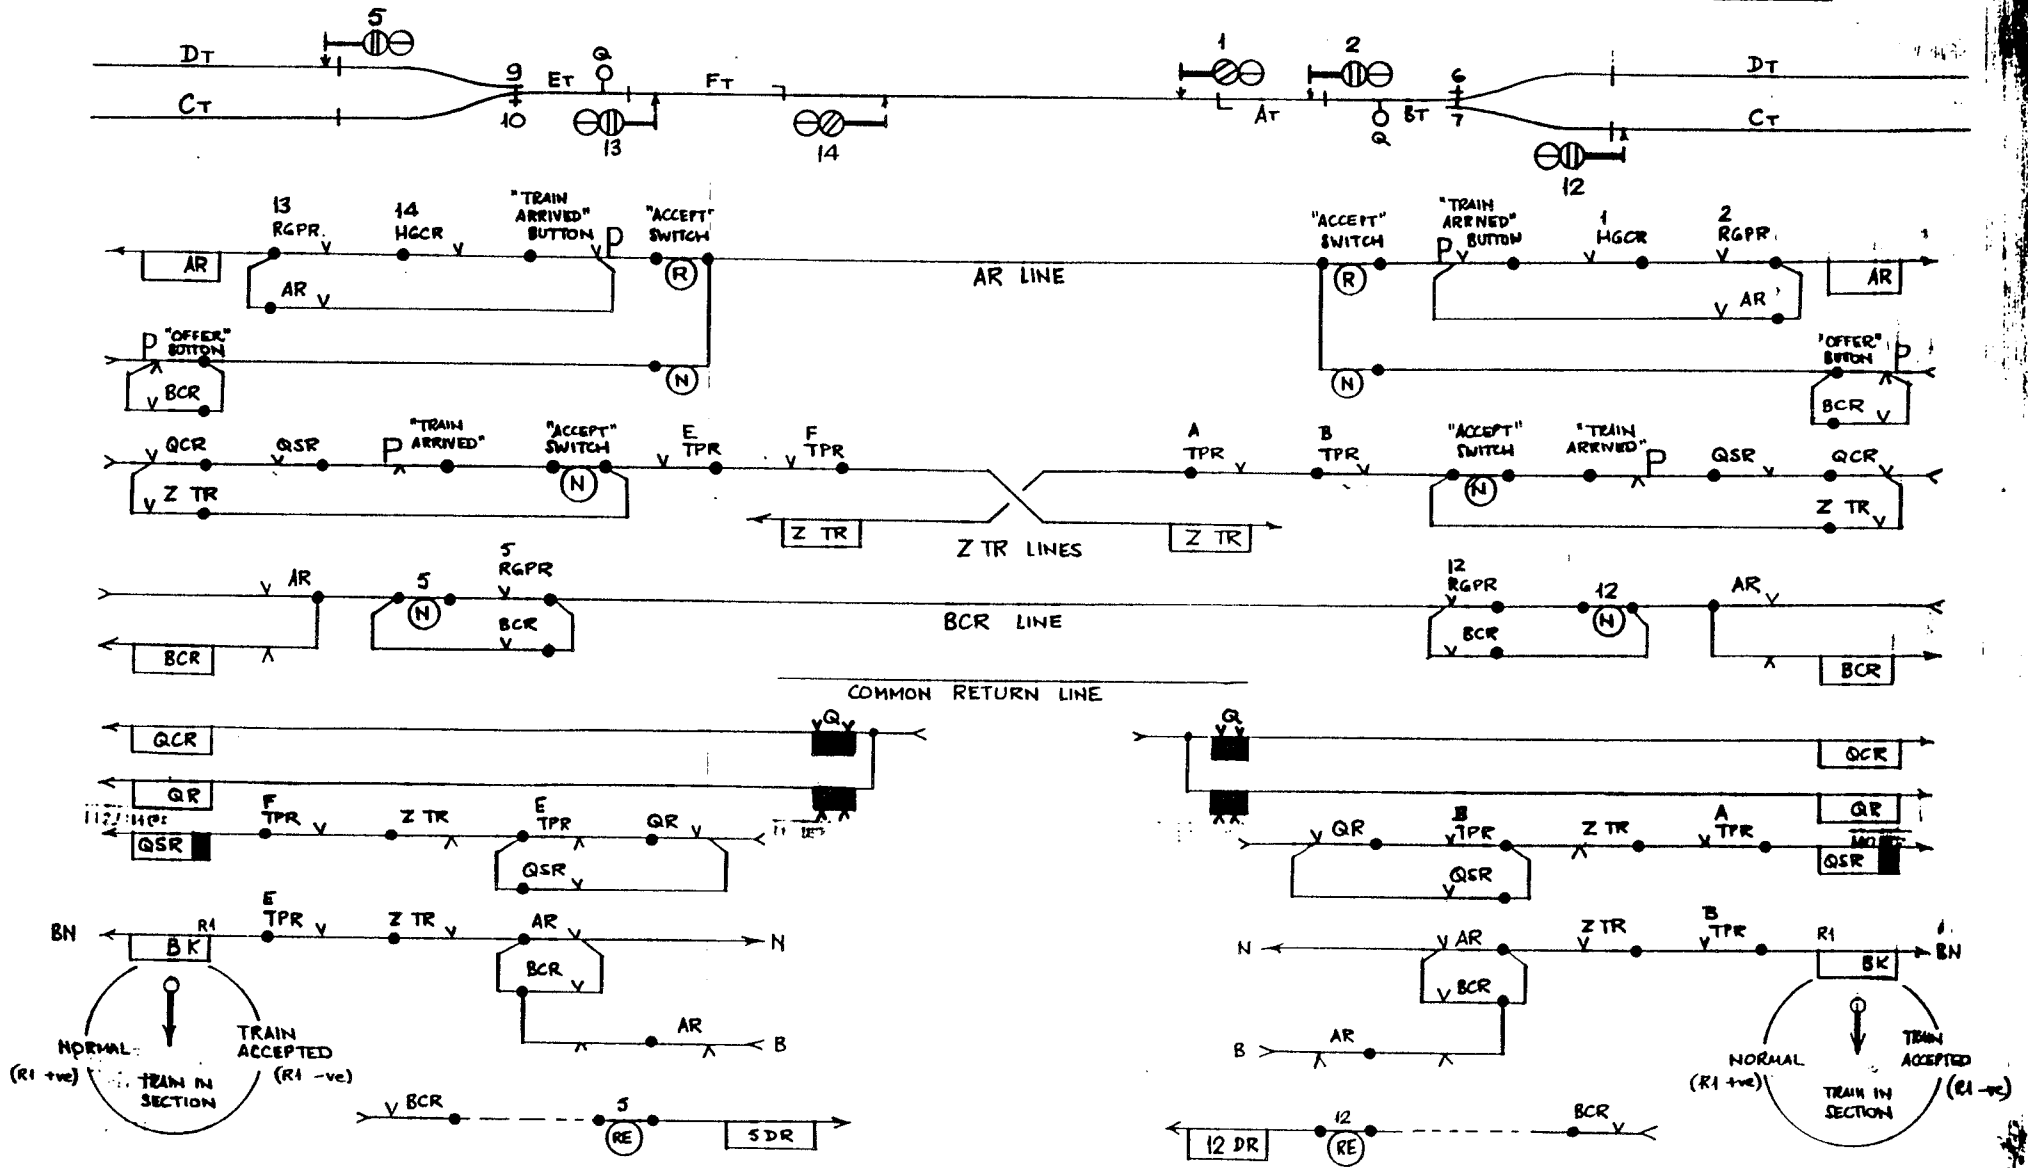 5
1
2
DT
Q
DT
9
ET
FT
6
CT
10
AT
BT
7
CT
13
14
Q
12
13
RGPR
14
HGCR
"TRAIN
ARRIVED"
BUTTON
P
"ACCEPT"
SWITCH
"ACCEPT"
SWITCH
"TRAIN
ARRIVED"
P BUTTON
1
HGCR
2
RGPR
AR
R
AR LINE
R
AR
AR
AR
P "OFFER"
BUTTON
"OFFER"
BUTTON P
BCR
N
N
BCR
QCR
QSR
P "TRAIN
ARRIVED"
"ACCEPT"
SWITCH
E
TPR
F
TPR
A
TPR
B
TPR
"ACCEPT"
SWITCH
"TRAIN
ARRIVED" P
QSR
QCR
Z TR
N
N
Z TR
Z TR
Z TR LINES
Z TR
AR
5
N
5
RGPR
12
RGPR
12
N
AR
BCR
BCR
BCR LINE
BCR
BCR
COMMON RETURN LINE
QCR
Q
Q
QCR
QR
QR
F
TPR
Z TR
E
TPR
QR
QR
B
TPR
Z TR
A
TPR
QSR
QSR
QSR
QSR
BN
R1
BK
E
TPR
Z TR
AR
N
N
AR
Z TR
B
TPR
R1
BK
BN
BCR
BCR
AR
B
B
AR
NORMAL
(R1 +ve)
TRAIN
ACCEPTED
(R1 -ve)
TRAIN IN
SECTION
NORMAL
(R1 +ve)
TRAIN
ACCEPTED
(R1 -ve)
TRAIN IN
SECTION
BCR
5
RE
5 DR
12 DR
12
RE
BCR